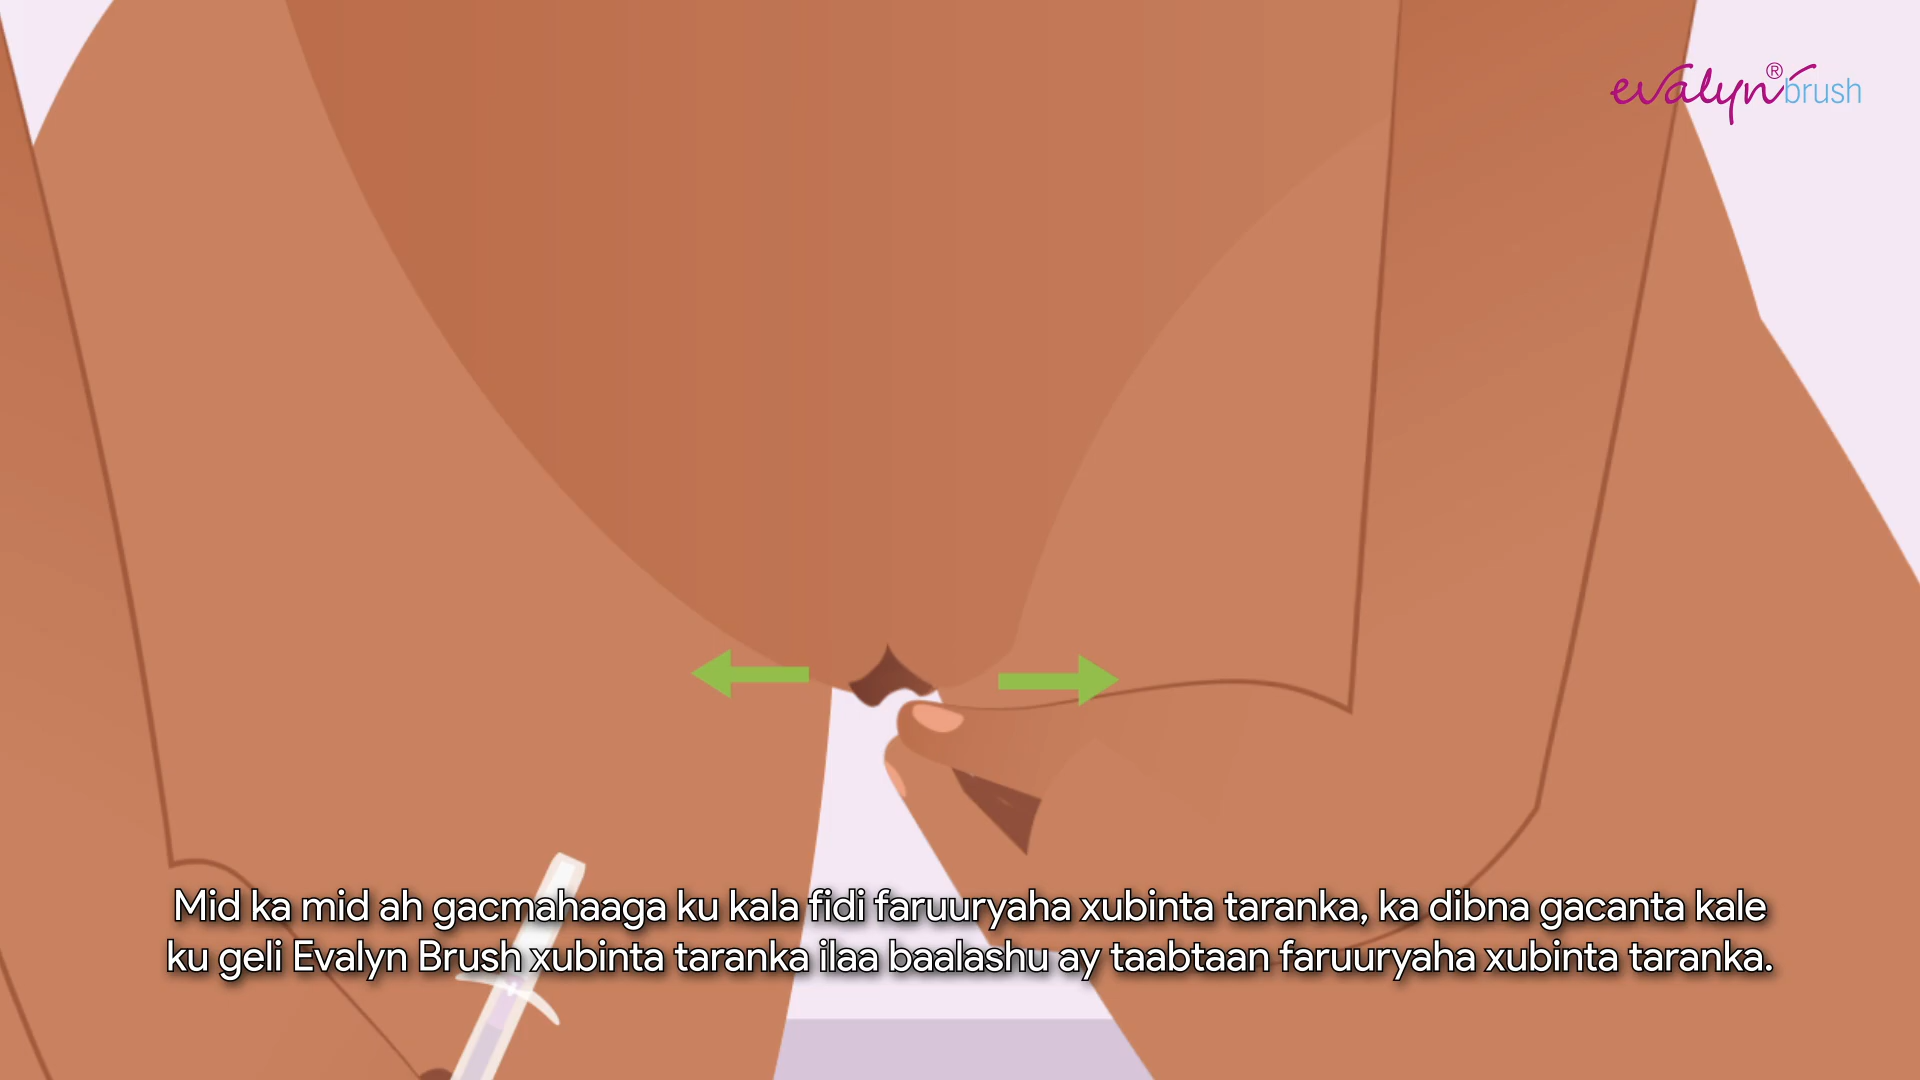 evalyn®brush
Mid ka mid ah gacmahaaga ku kala fidi faruuryaha xubinta taranka, ka dibna gacanta kale
ku geli Evalyn Brush xubinta taranka ilaa baalashu ay taabtaan faruuryaha xubinta taranka.